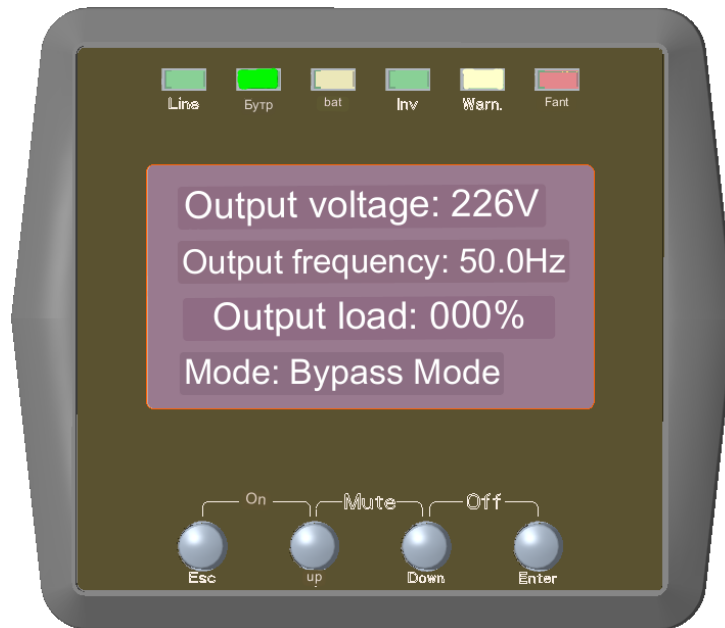 Line Бутр bat Inv Warn. Fant
Output voltage: 226V
Output frequency: 50.0Hz
Output load: 000%
Mode: Bypass Mode
On Mute Off
Esc up Down Enter